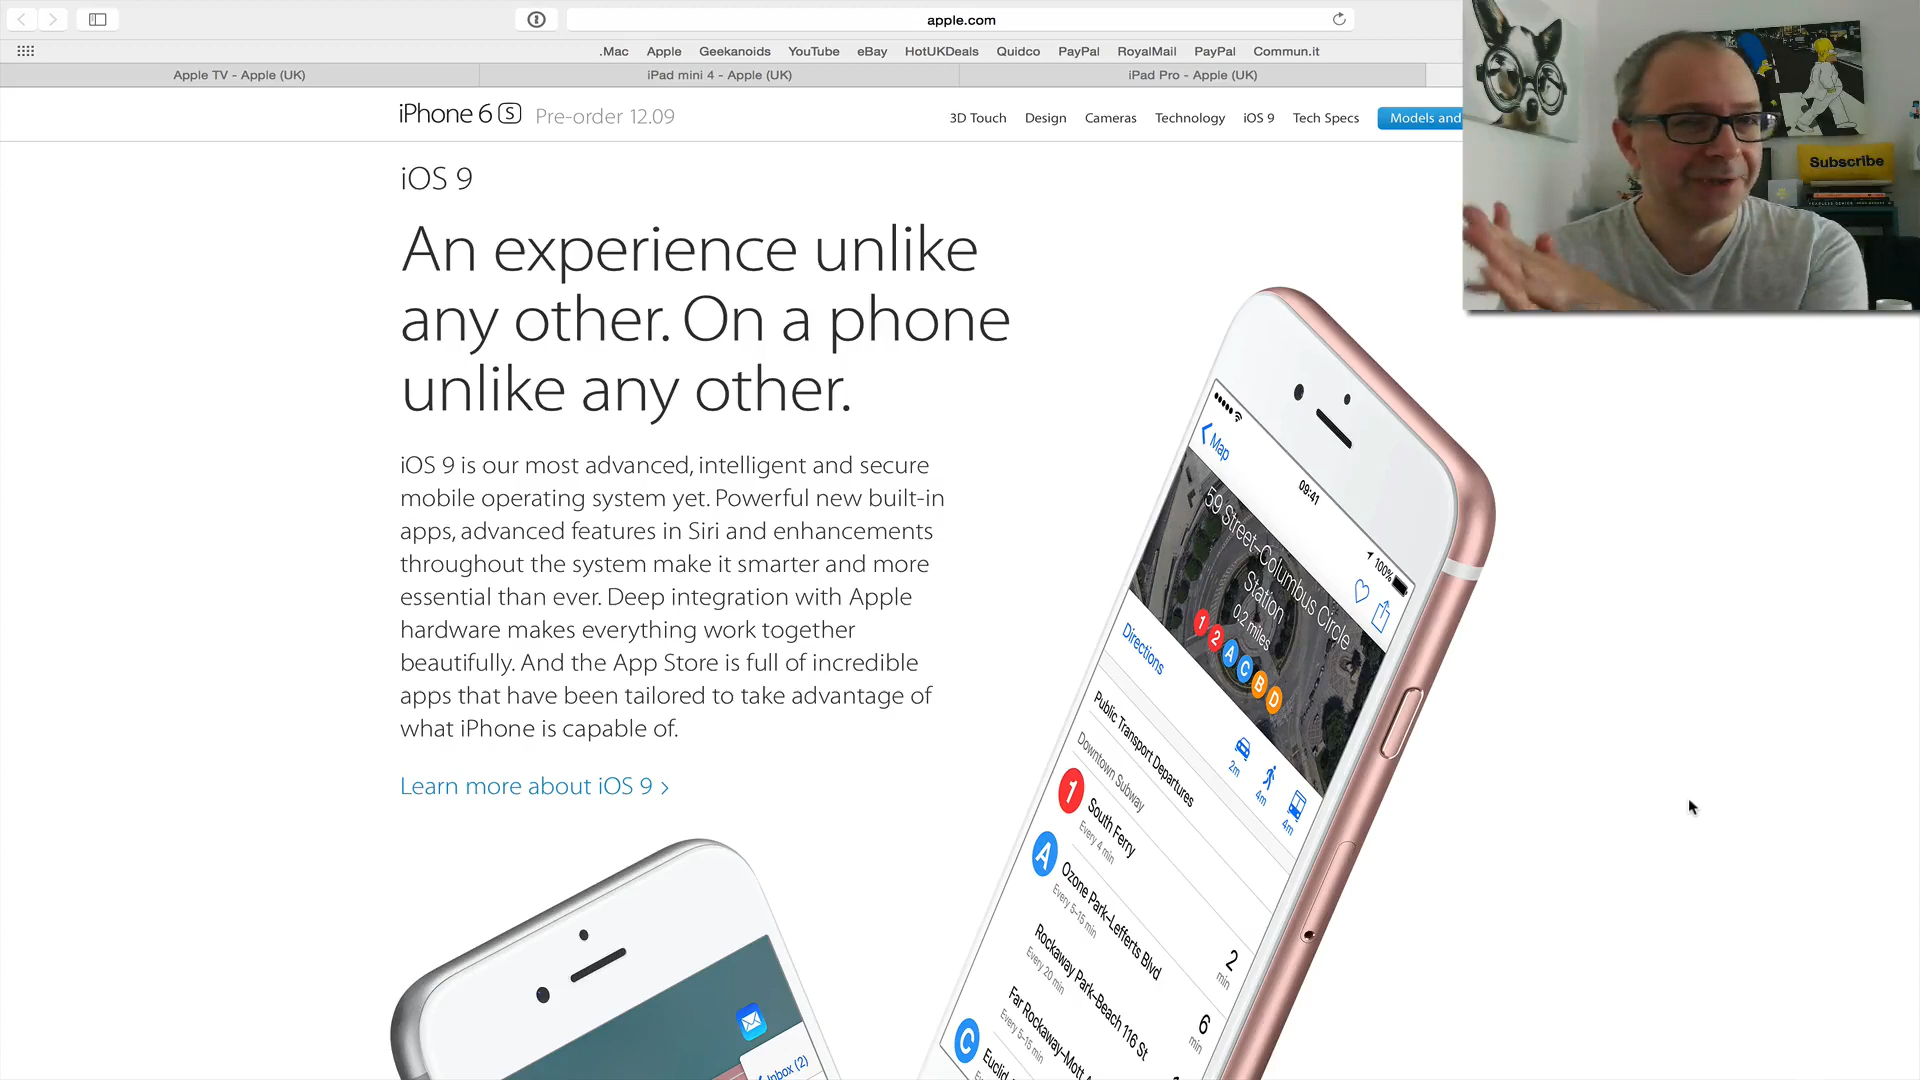 apple.com
.Mac Apple Geekanoids YouTube eBay HotUKDeals Quidco PayPal RoyalMail PayPal Commun.it
Apple TV - Apple (UK) iPad mini 4 - Apple (UK) iPad Pro - Apple (UK)
iPhone 6 S Pre-order 12.09 3D Touch Design Cameras Technology iOS 9 Tech Specs Models and
Subscribe
iOS 9
An experience unlike
any other. On a phone
unlike any other.
iOS 9 is our most advanced, intelligent and secure
mobile operating system yet. Powerful new built-in
apps, advanced features in Siri and enhancements
throughout the system make it smarter and more
essential than ever. Deep integration with Apple
hardware makes everything work together
beautifully. And the App Store is full of incredible
apps that have been tailored to take advantage of
what iPhone is capable of.
Learn more about iOS 9 >
09:41
100%
Map
59 Street–Columbus Circle
Station
0.2 miles
1 2 A C B D
Directions
2m 4m 4m
Public Transport Departures
Downtown Subway
1 South Ferry
Every 4 min
A Ozone Park–Lefferts Blvd
Every 5–15 min
2 min
Rockaway Park–Beach 116 St
Every 20 min
6 min
Far Rockaway–Mott
Every 5–15 min
C Euclid
Inbox (2)